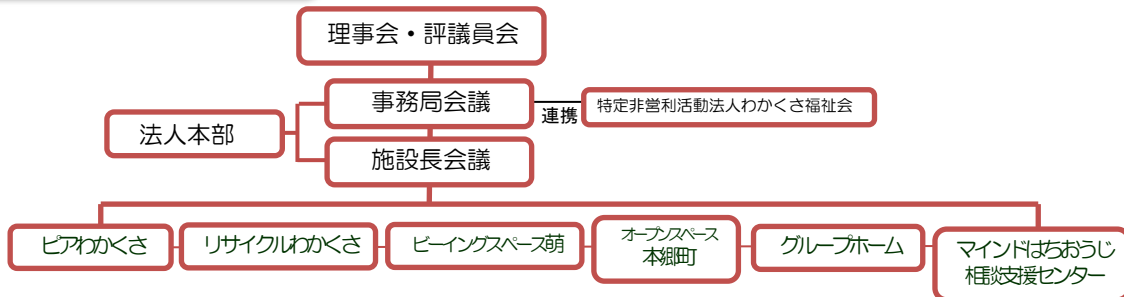 理事会・評議員会
事務局会議
連携
特定非営利活動法人わかくさ福祉会
法人本部
施設長会議
ピアわかくさ
リサイクルわかくさ
ビーイングスペース萌
オープンスペース
本郷町
グループホーム
マインドはちおうじ
相談支援センター